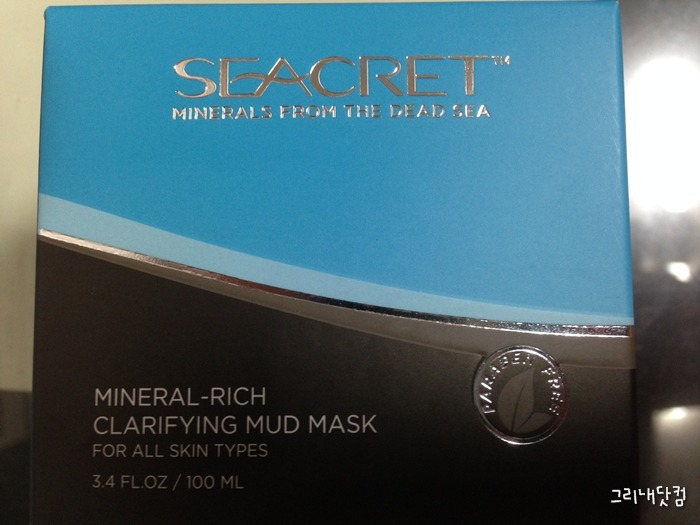 SEACRET™
MINERALS FROM THE DEAD SEA
MINERAL-RICH
CLARIFYING MUD MASK
FOR ALL SKIN TYPES
3.4 FL.OZ / 100 ML
PARABEN FREE
그리내닷컴